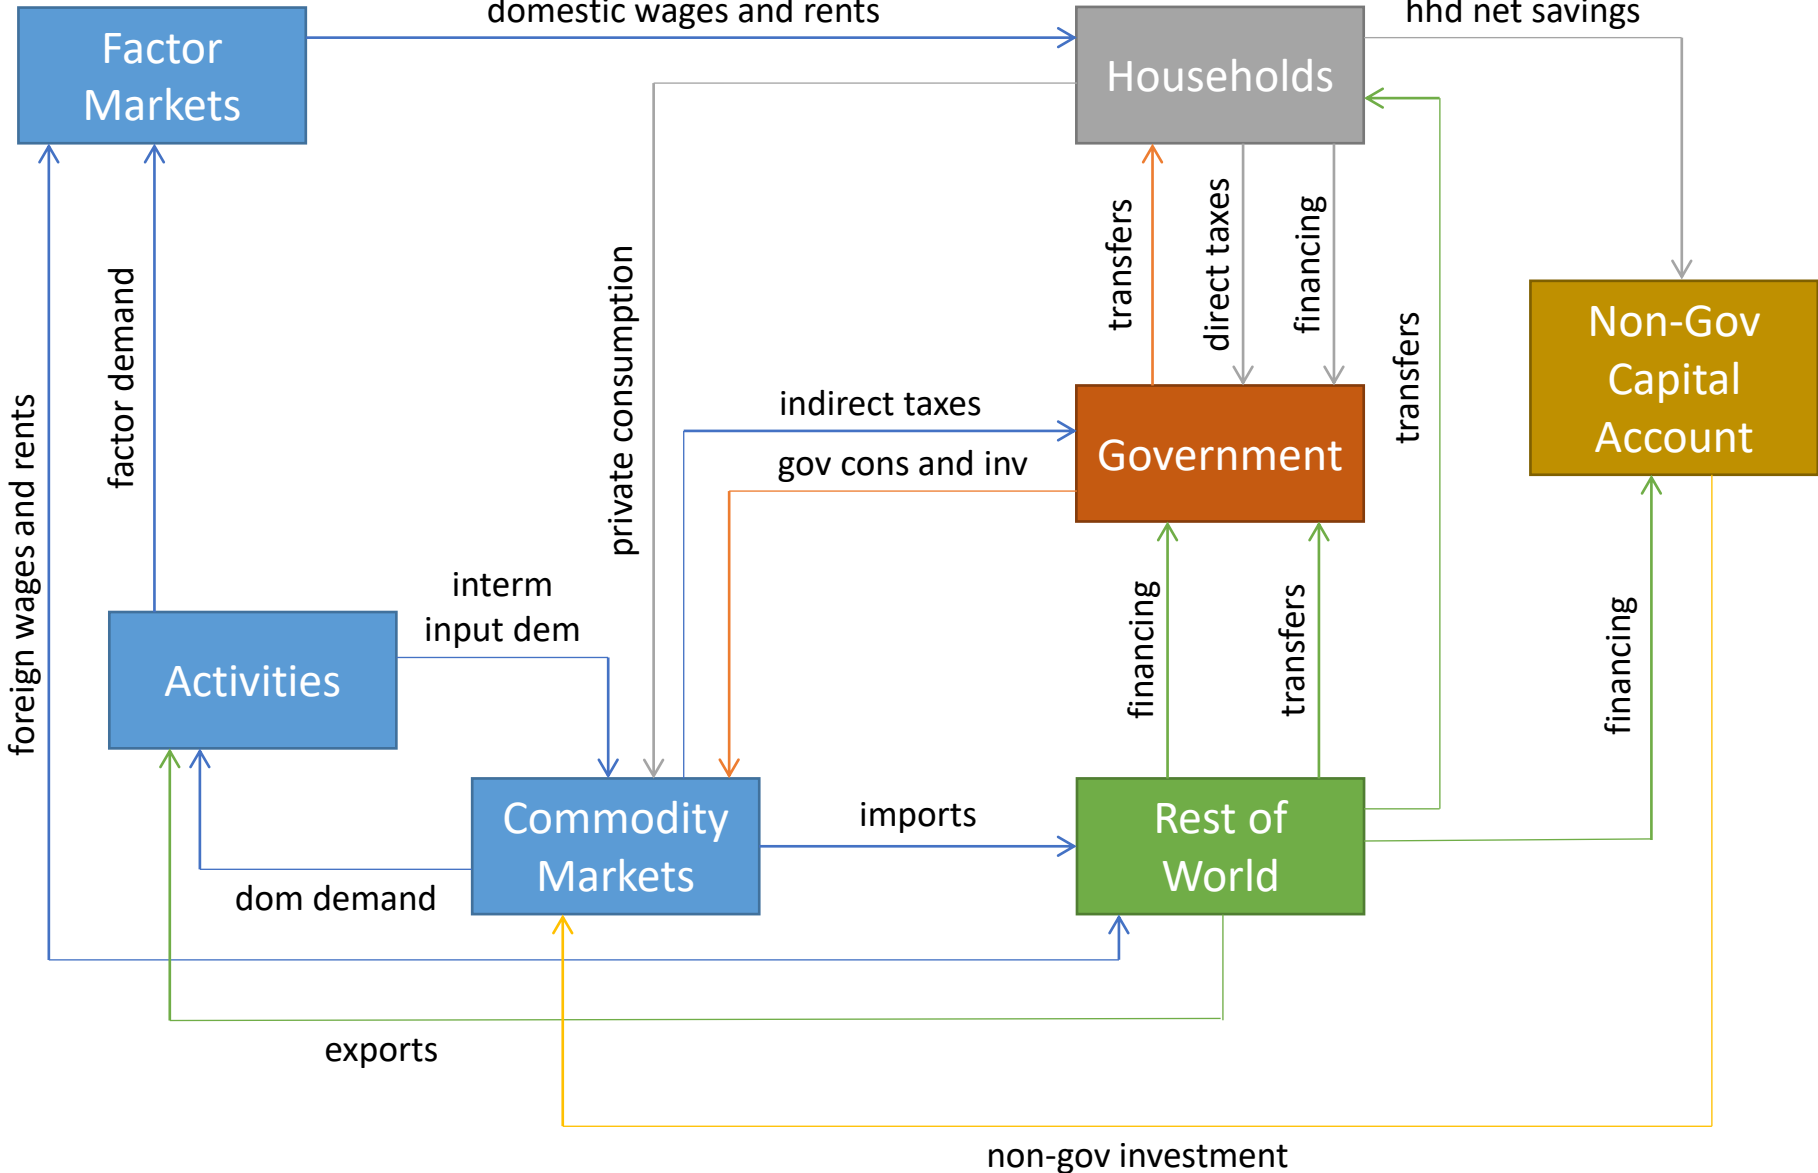 domestic wages and rents
hhd net savings
Factor
Markets
Households
transfers
direct taxes
financing
transfers
private consumption
factor demand
foreign wages and rents
Non-Gov
Capital
Account
indirect taxes
gov cons and inv
Government
interm
input dem
Activities
financing
transfers
financing
Commodity
Markets
imports
Rest of
World
dom demand
exports
non-gov investment